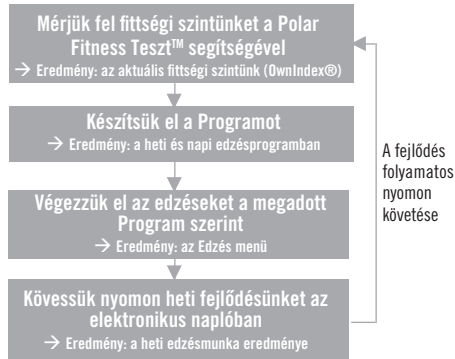 Mérjük fel fittségi szintünket a Polar
Fitness Teszt™ segítségével
→ Eredmény: az aktuális fittségi szintünk (OwnIndex®)
Készítsük el a Programot
→ Eredmény: a heti és napi edzésprogramban
Végezzük el az edzéseket a megadott
Program szerint
→ Eredmény: az Edzés menü
Kövessük nyomon heti fejlődésünket az
elektronikus naplóban
→ Eredmény: a heti edzésmunka eredménye
A fejlődés
folyamatos
nyomon
követése